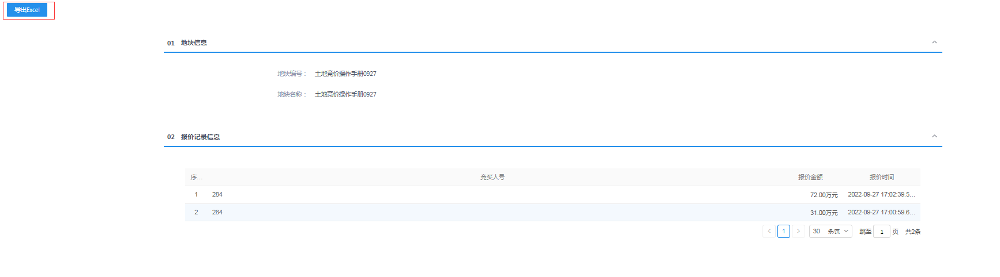 导出Excel
01 地块信息
地块编号： 土地竞价操作手册0927
地块名称： 土地竞价操作手册0927
02 报价记录信息
序... 竞买人号 报价金额 报价时间
1 284 72.00万元 2022-09-27 17:02:39.5...
2 284 31.00万元 2022-09-27 17:00:59.6...
1 30 条/页 跳至 1 页 共2条